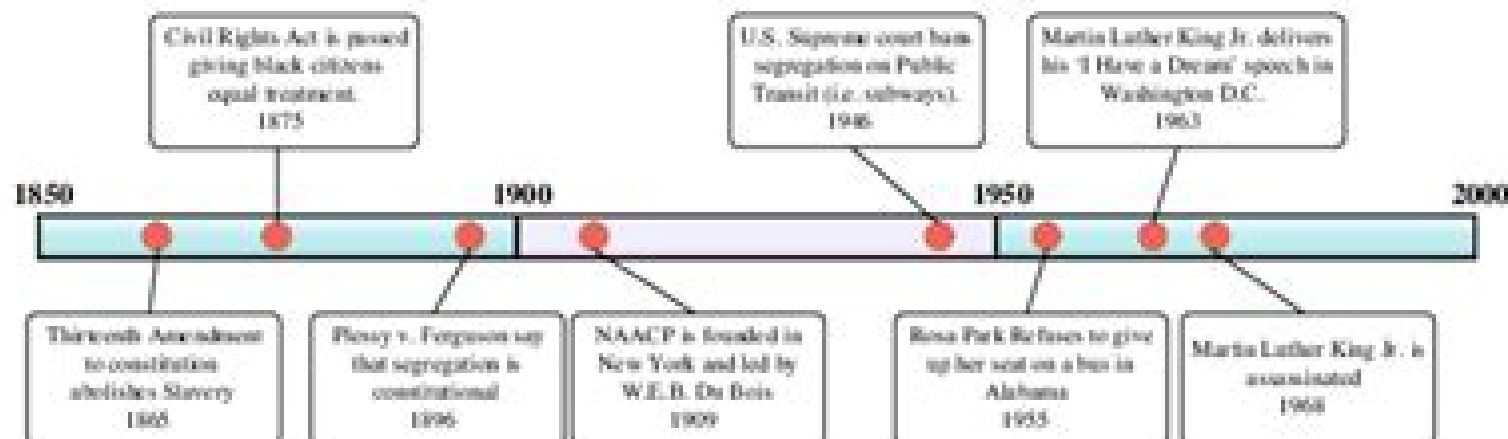 Civil Rights Act is passed
giving black citizens
equal treatment.
1875
U.S. Supreme court bans
segregation on Public
Transit (i.e. subways).
1946
Martin Luther King Jr. delivers
his 'I Have a Dream' speech in
Washington D.C.
1963
1850
1900
1950
2000
Thirteenth Amendment
to constitution
abolishes Slavery
1865
Plessy v. Ferguson say
that segregation is
constitutional
1896
NAACP is founded in
New York and led by
W.E.B. Du Bois
1909
Rosa Park Refuses to give
up her seat on a bus in
Alabama
1955
Martin Luther King Jr. is
assassinated
1968